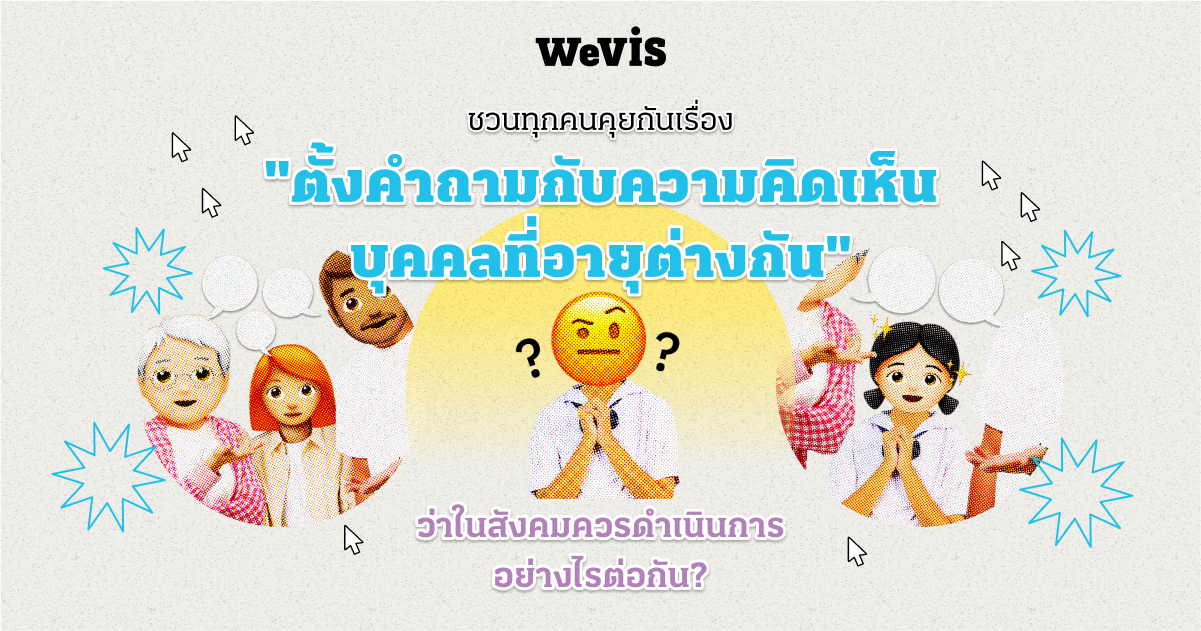 WeViS
ชวนทุกคนคุยกันเรื่อง
"ตั้งคำถามกับความคิดเห็น
บุคคลที่อายุต่างกัน"
? ?
ว่าในสังคมควรดำเนินการ
อย่างไรต่อกัน?